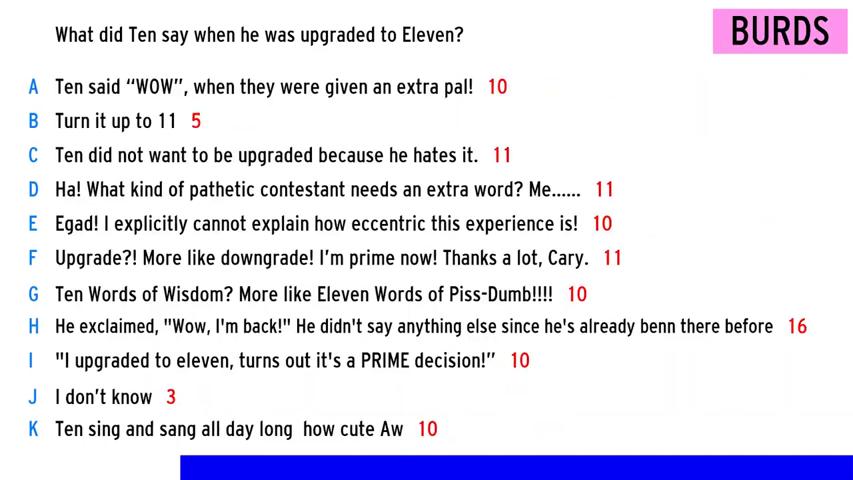 What did Ten say when he was upgraded to Eleven?
BURDS
A Ten said “WOW”, when they were given an extra pal! 10
B Turn it up to 11 5
C Ten did not want to be upgraded because he hates it. 11
D Ha! What kind of pathetic contestant needs an extra word? Me...... 11
E Egad! I explicitly cannot explain how eccentric this experience is! 10
F Upgrade?! More like downgrade! I’m prime now! Thanks a lot, Cary. 11
G Ten Words of Wisdom? More like Eleven Words of Piss-Dumb!!!! 10
H He exclaimed, "Wow, I'm back!" He didn't say anything else since he's already benn there before 16
I "I upgraded to eleven, turns out it's a PRIME decision!” 10
J I don’t know 3
K Ten sing and sang all day long how cute Aw 10